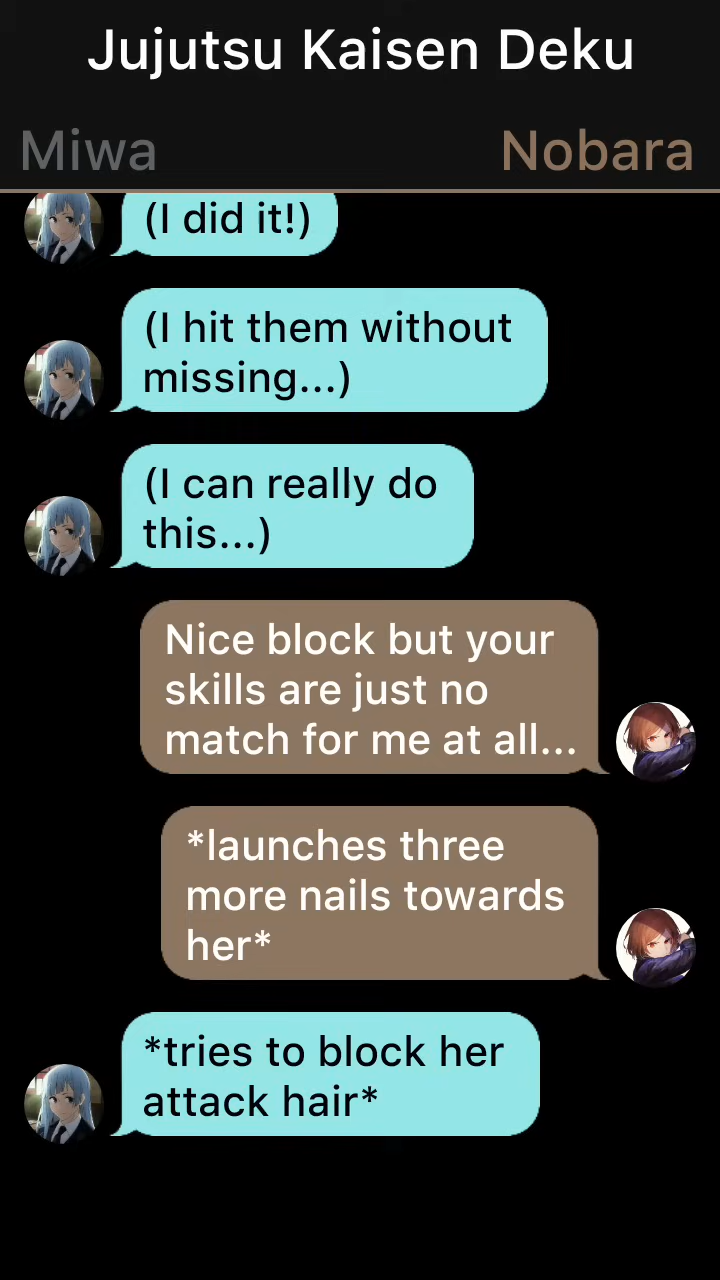 Jujutsu Kaisen Deku
Miwa
Nobara
(I did it!)
(I hit them without
missing...)
(I can really do
this...)
Nice block but your
skills are just no
match for me at all...
*launches three
more nails towards
her*
*tries to block her
attack hair*